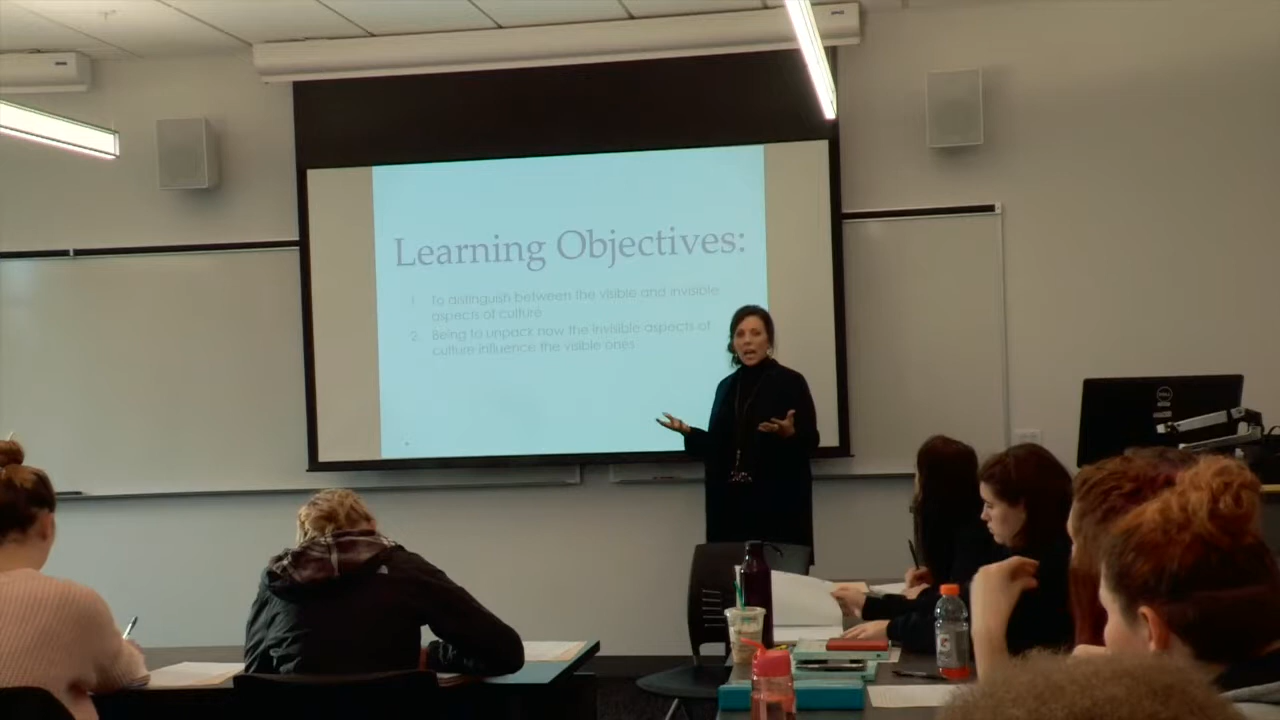 Learning Objectives:
1. To distinguish between the visible and invisible
aspects of culture
2. Being to unpack how the invisible aspects of
culture influence the visible ones
DELL
G